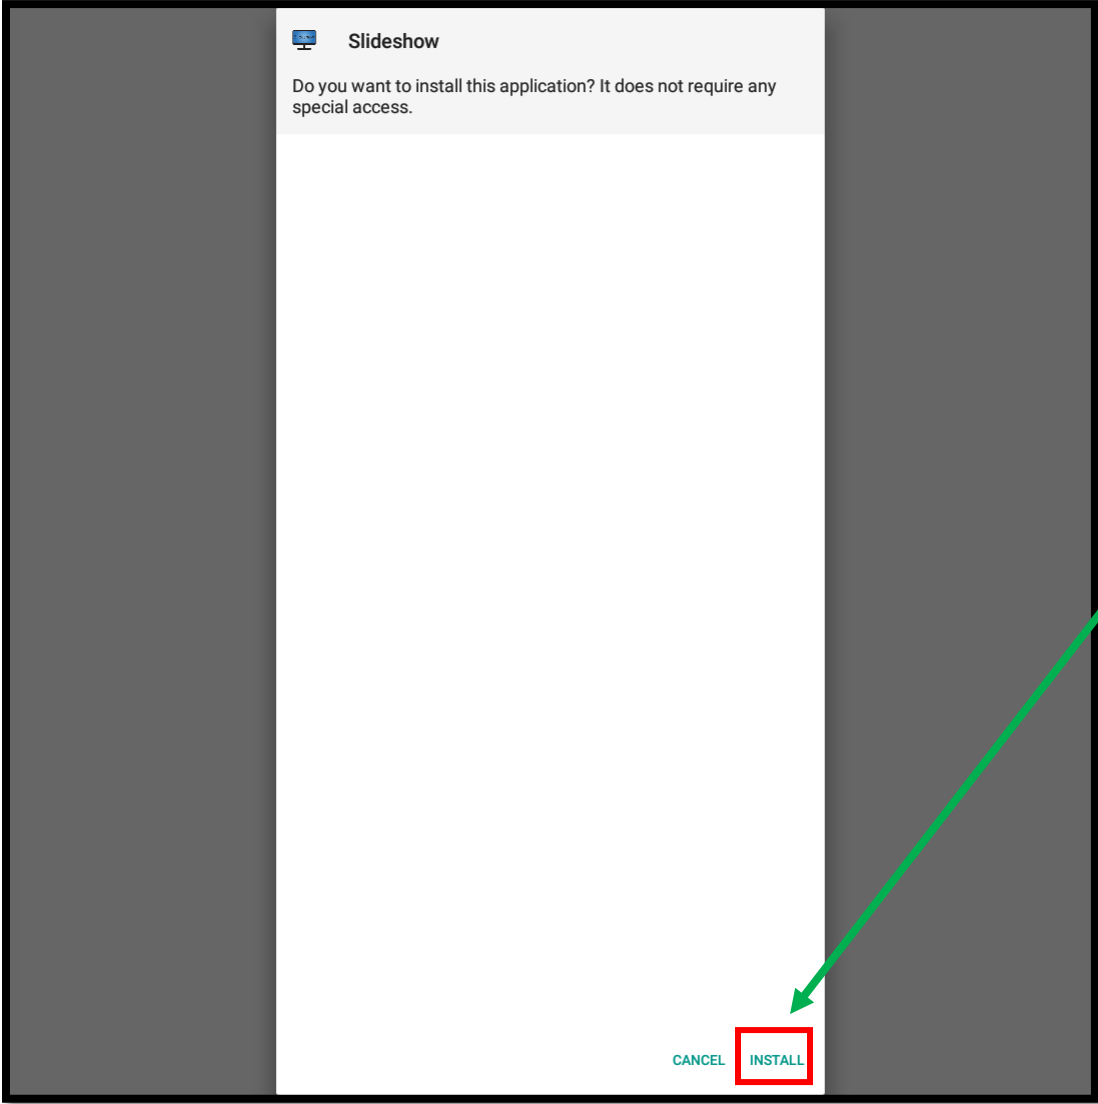 Slideshow
Do you want to install this application? It does not require any
special access.
CANCEL INSTALL